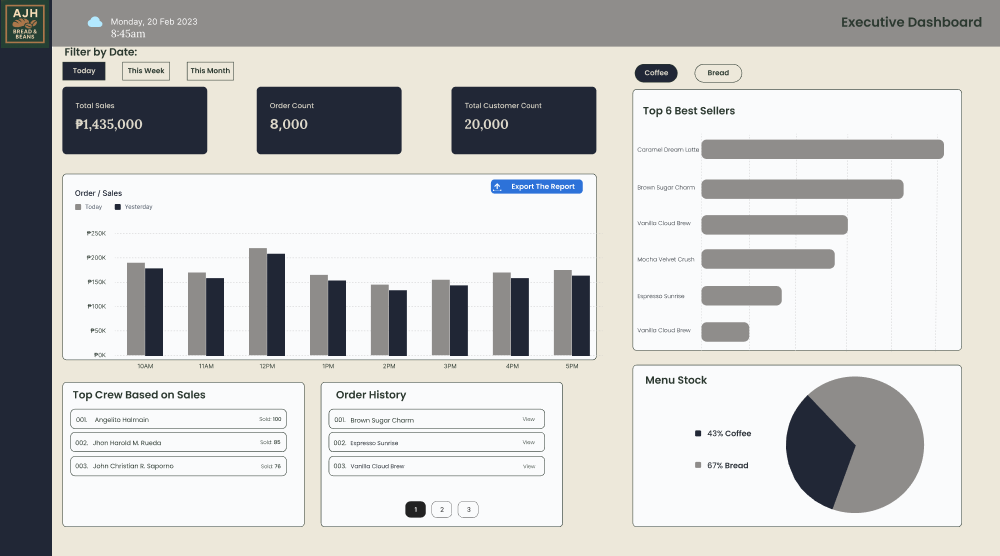 AJH
BREAD &
BEANS
Monday, 20 Feb 2023
8:45am
Executive Dashboard
Filter by Date:
Today
This Week
This Month
Coffee
Bread
Total Sales
₱1,435,000
Order Count
8,000
Total Customer Count
20,000
Order / Sales
Export The Report
Today
Yesterday
₱250K
₱200K
₱150K
₱100K
₱50K
₱0K
10AM
11AM
12PM
1PM
2PM
3PM
4PM
5PM
Top 6 Best Sellers
Caramel Dream Latte
Brown Sugar Charm
Vanilla Cloud Brew
Mocha Velvet Crush
Espresso Sunrise
Vanilla Cloud Brew
Top Crew Based on Sales
001. Angelito Halmain Sold: 100
002. Jhon Harold M. Rueda Sold: 85
003. John Christian R. Saporno Sold: 76
Order History
001. Brown Sugar Charm View
002. Espresso Sunrise View
003. Vanilla Cloud Brew View
1 2 3
Menu Stock
43% Coffee
67% Bread